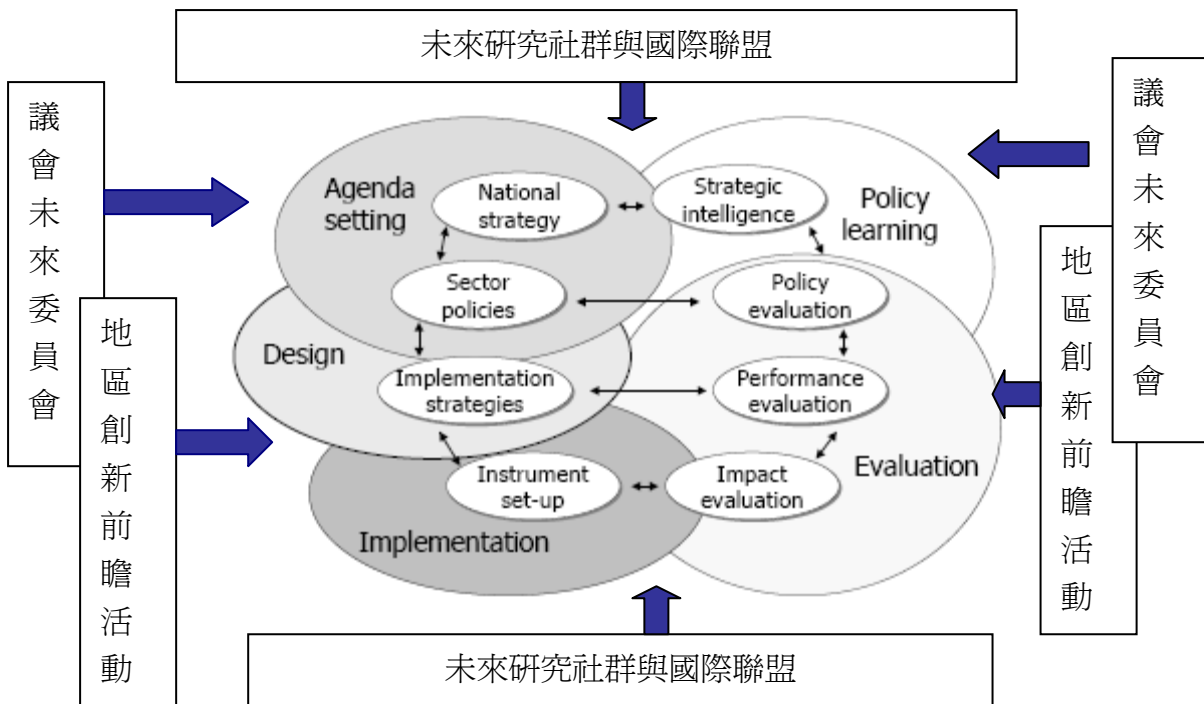 未來研究社群與國際聯盟
議會未來委員會
地區創新前瞻活動
Agenda
setting
National
strategy
Strategic
intelligence
Policy
learning
Sector
policies
Policy
evaluation
Design
Implementation
strategies
Performance
evaluation
Instrument
set-up
Impact
evaluation
Evaluation
Implementation
議會未來委員會
地區創新前瞻活動
未來研究社群與國際聯盟